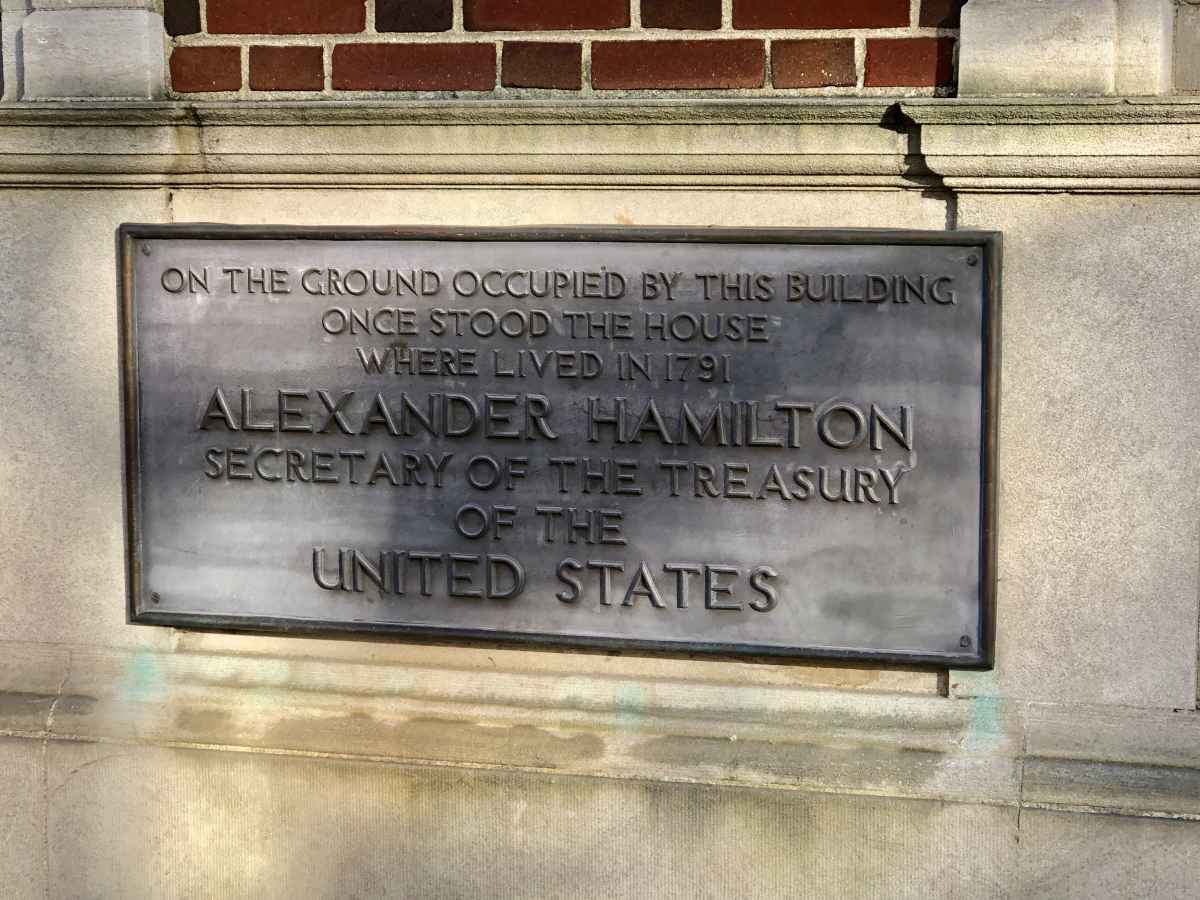 ON THE GROUND OCCUPIED BY THIS BUILDING
ONCE STOOD THE HOUSE
WHERE LIVED IN 1791
ALEXANDER HAMILTON
SECRETARY OF THE TREASURY
OF THE
UNITED STATES